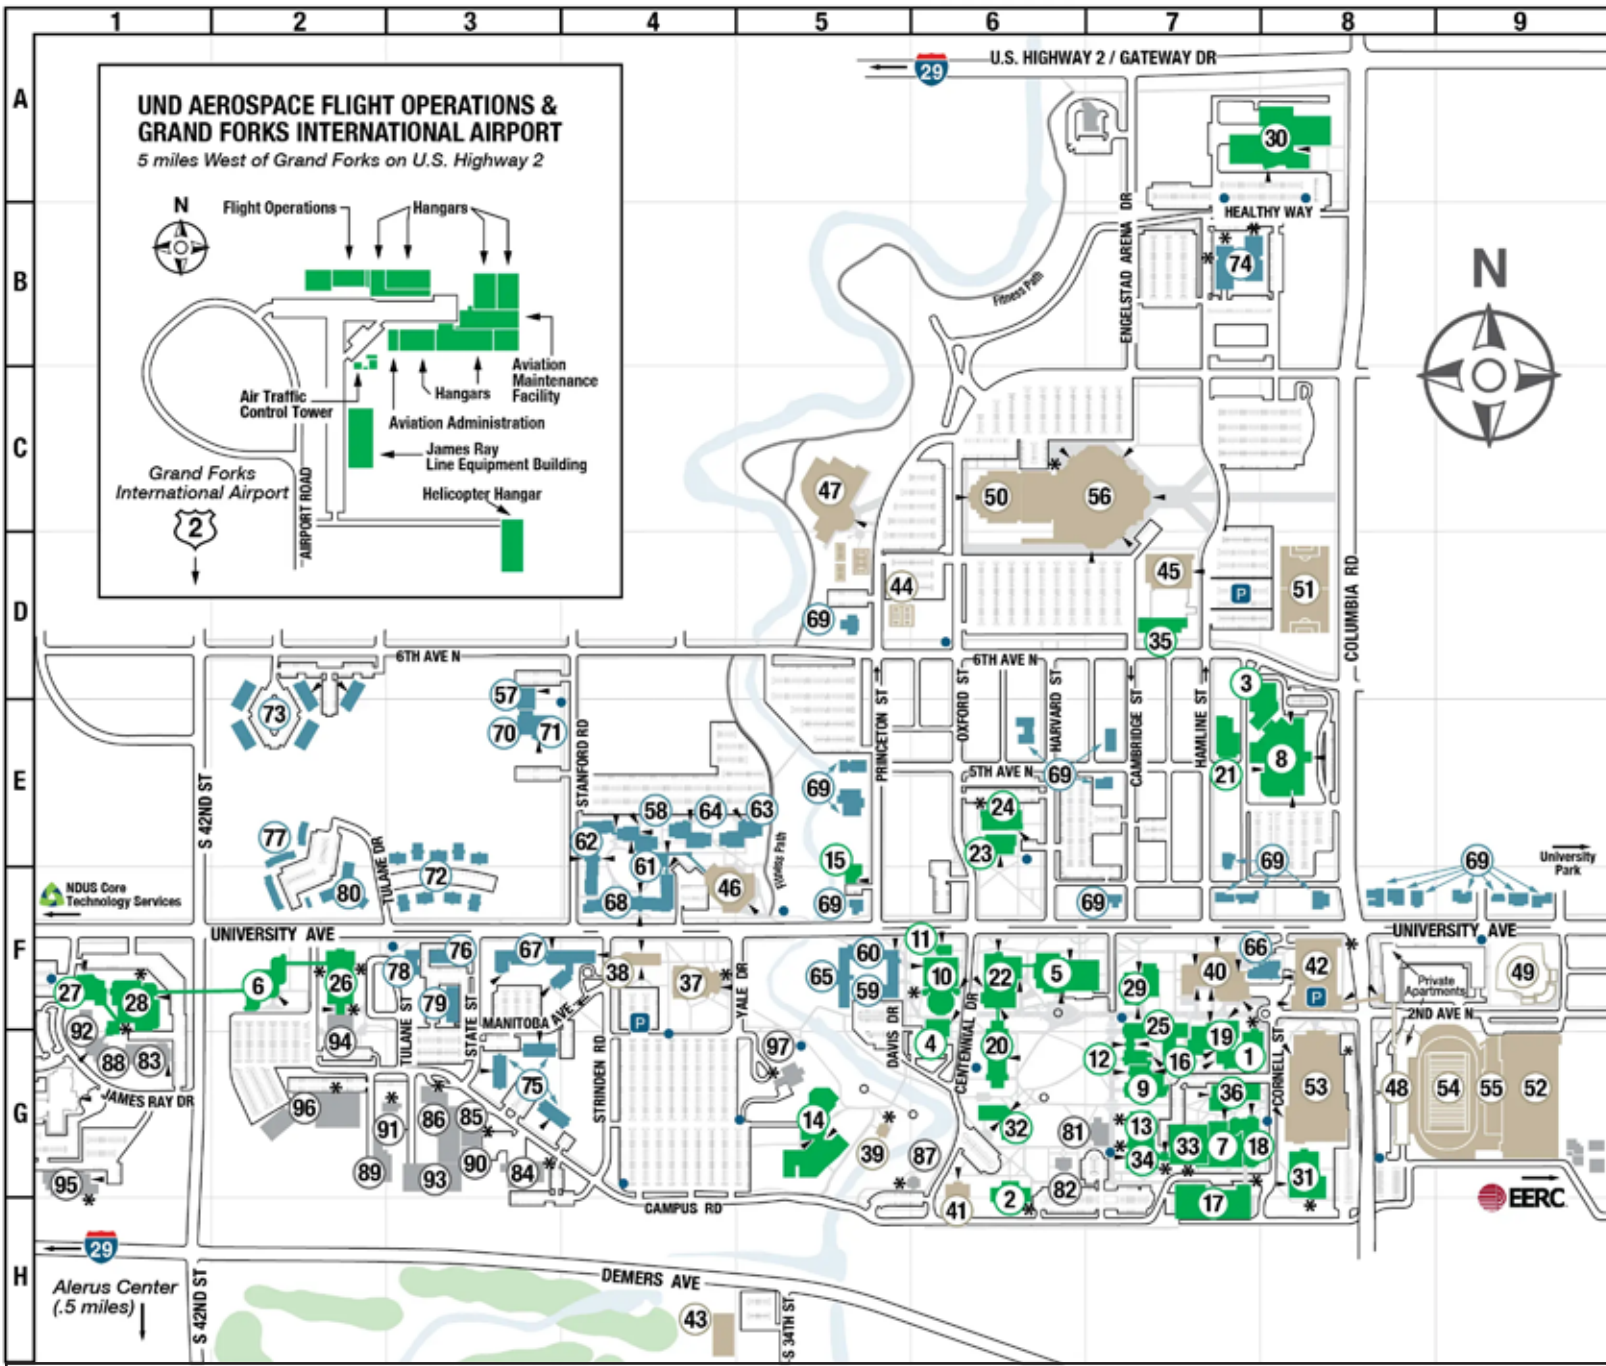 1 2 3 4 5 6 7 8 9
A
B
C
D
E
F
G
H
UND AEROSPACE FLIGHT OPERATIONS &
GRAND FORKS INTERNATIONAL AIRPORT
5 miles West of Grand Forks on U.S. Highway 2
N
Flight Operations
Hangars
Aviation
Maintenance
Facility
Hangars
Air Traffic
Control Tower
Aviation Administration
James Ray
Line Equipment Building
Grand Forks
International Airport
2
AIRPORT ROAD
Helicopter Hangar
29
U.S. HIGHWAY 2 / GATEWAY DR
30
HEALTHY WAY
74
ENGELSTAD ARENA DR
Fitness Path
N
47
50
56
44
45
P
51
COLUMBIA RD
69
35
6TH AVE N
6TH AVE N
73
57
70
71
STANFORD RD
PRINCETON ST
OXFORD ST
HARVARD ST
CAMBRIDGE ST
HAMLINE ST
3
8
21
5TH AVE N
69
69
S 42ND ST
77
80
TULANE DR
72
58
64
63
62
61
68
46
Fitness Path
15
69
24
23
69
69
69
University
Park
NDUS Core
Technology Services
UNIVERSITY AVE
UNIVERSITY AVE
27
28
6
26
78
76
79
67
38
37
YALE DR
65
60
59
11
10
22
5
29
40
66
42
P
Private
Apartments
49
2ND AVE N
92
88
83
94
TULANE ST
STATE ST
MANITOBA AVE
P
97
DAVIS DR
4
CENTENNIAL DR
20
12
25
16
19
1
9
36
CORNELL ST
53
48
54
55
52
JAMES RAY DR
96
91
86
85
75
STRINDEN RD
14
39
87
32
81
13
34
33
7
18
31
95
89
93
90
84
CAMPUS RD
41
2
82
17
EERC
29
Alerus Center
(.5 miles)
S 42ND ST
DEMERS AVE
43
S 34TH ST